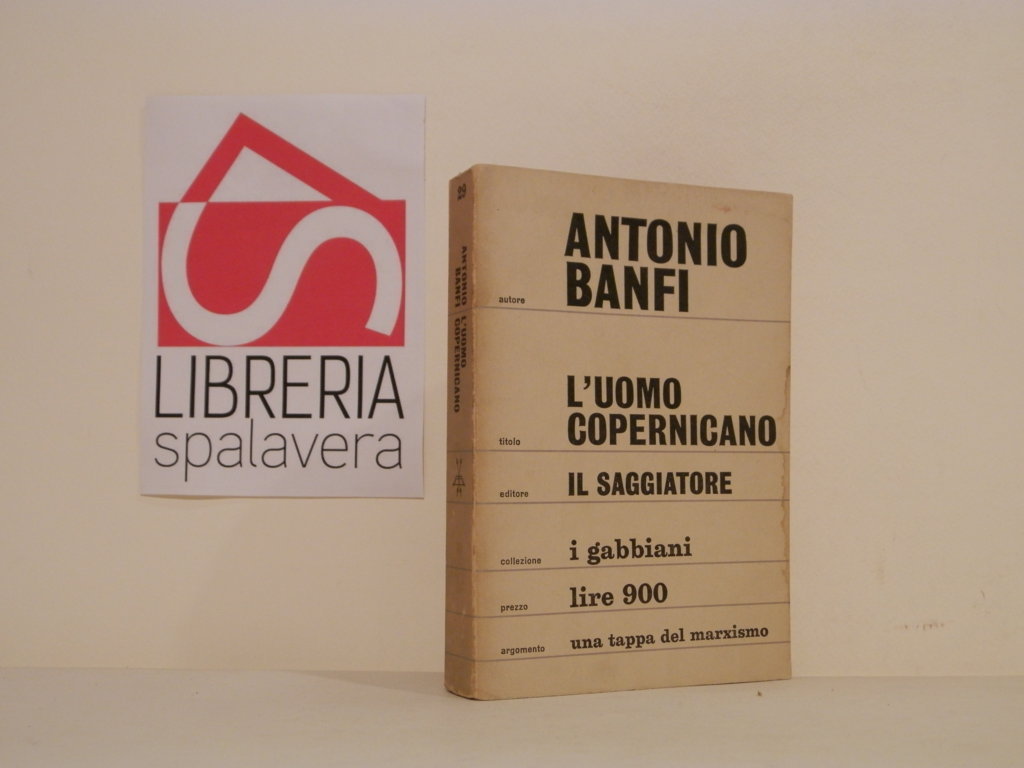 LIBRERIA
spalavera
ANTONIO L'UOMO
BANFI COPERNICANO
autore
ANTONIO
BANFI
titolo
L'UOMO
COPERNICANO
editore
IL SAGGIATORE
collezione
i gabbiani
prezzo
lire 900
argomento
una tappa del marxismo